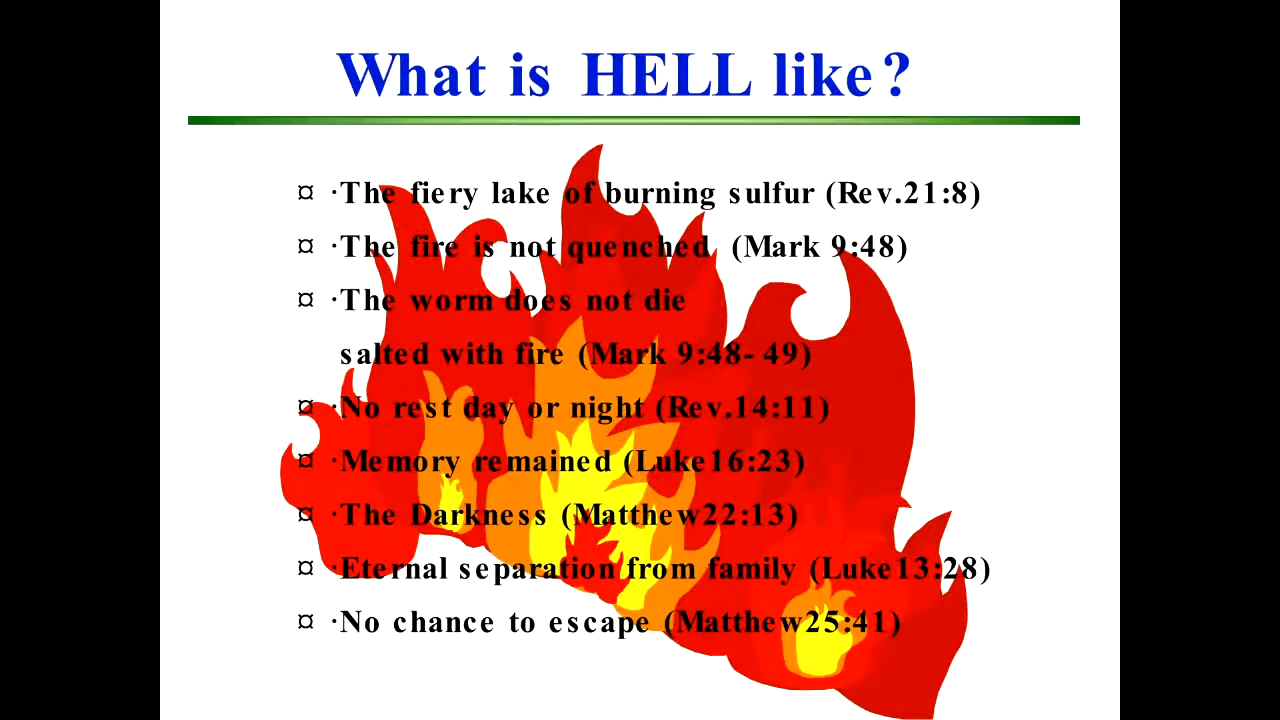 What is HELL like?
¤ ·The fiery lake of burning sulfur (Rev.21:8)
¤ ·The fire is not quenched (Mark 9:48)
¤ ·The worm does not die
salted with fire (Mark 9:48- 49)
¤ ·No rest day or night (Rev.14:11)
¤ ·Memory remained (Luke16:23)
¤ ·The Darkness (Matthew22:13)
¤ ·Eternal separation from family (Luke13:28)
¤ ·No chance to escape (Matthew25:41)